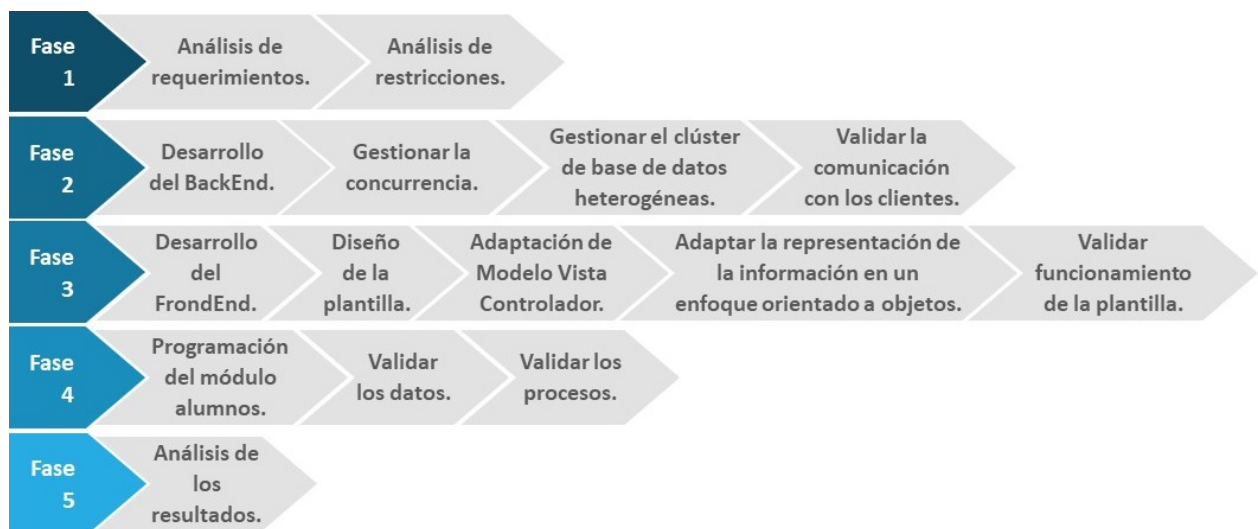 Fase
1
Análisis de
requerimientos.
Análisis de
restricciones.
Fase
2
Desarrollo
del BackEnd.
Gestionar la
concurrencia.
Gestionar el clúster
de base de datos
heterogéneas.
Validar la
comunicación
con los clientes.
Fase
3
Desarrollo
del
FrondEnd.
Diseño
de la
plantilla.
Adaptación de
Modelo Vista
Controlador.
Adaptar la representación de
la información en un
enfoque orientado a objetos.
Validar
funcionamiento
de la plantilla.
Fase
4
Programación
del módulo
alumnos.
Validar
los datos.
Validar los
procesos.
Fase
5
Análisis de
los
resultados.